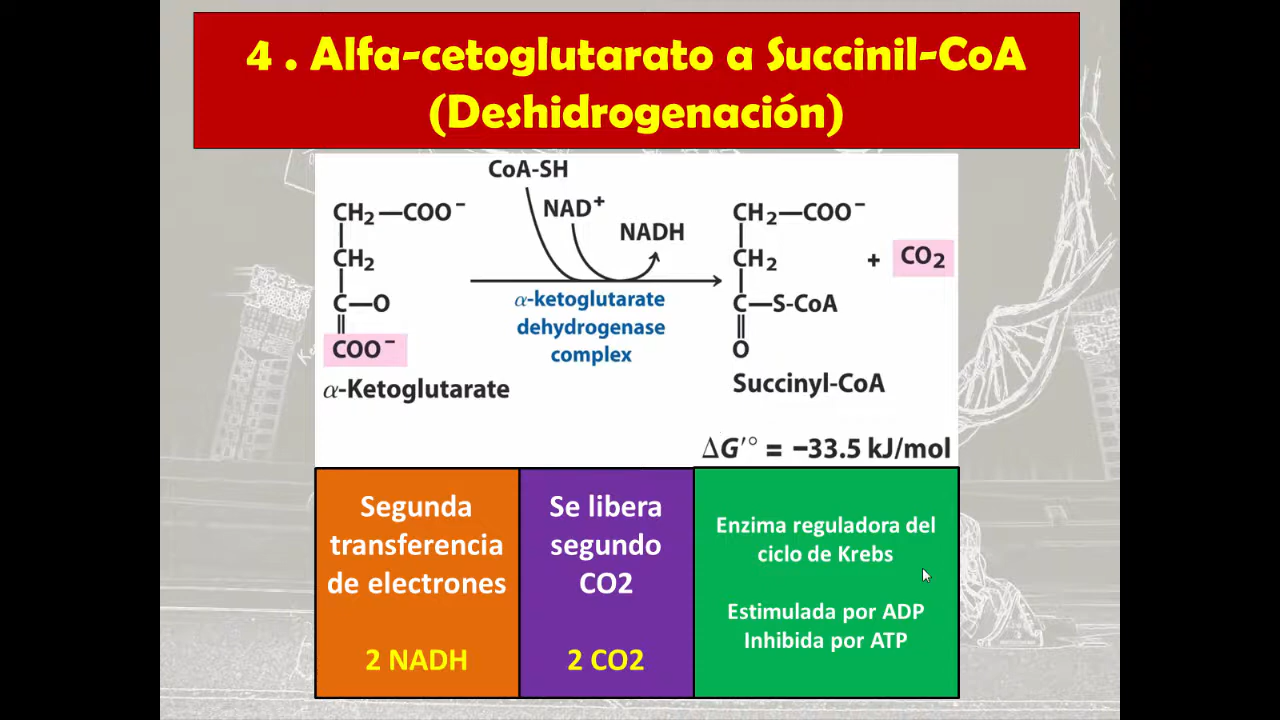 4 . Alfa-cetoglutarato a Succinil-CoA
(Deshidrogenación)
CoA-SH
NAD⁺
NADH
CH₂—COO⁻
CH₂
C—O
COO⁻
α-Ketoglutarate
α-ketoglutarate
dehydrogenase
complex
CH₂—COO⁻
CH₂
C—S-CoA
O
Succinyl-CoA
+ CO₂
ΔG′° = −33.5 kJ/mol
Segunda
transferencia
de electrones
2 NADH
Se libera
segundo
CO2
2 CO2
Enzima reguladora del
ciclo de Krebs
Estimulada por ADP
Inhibida por ATP